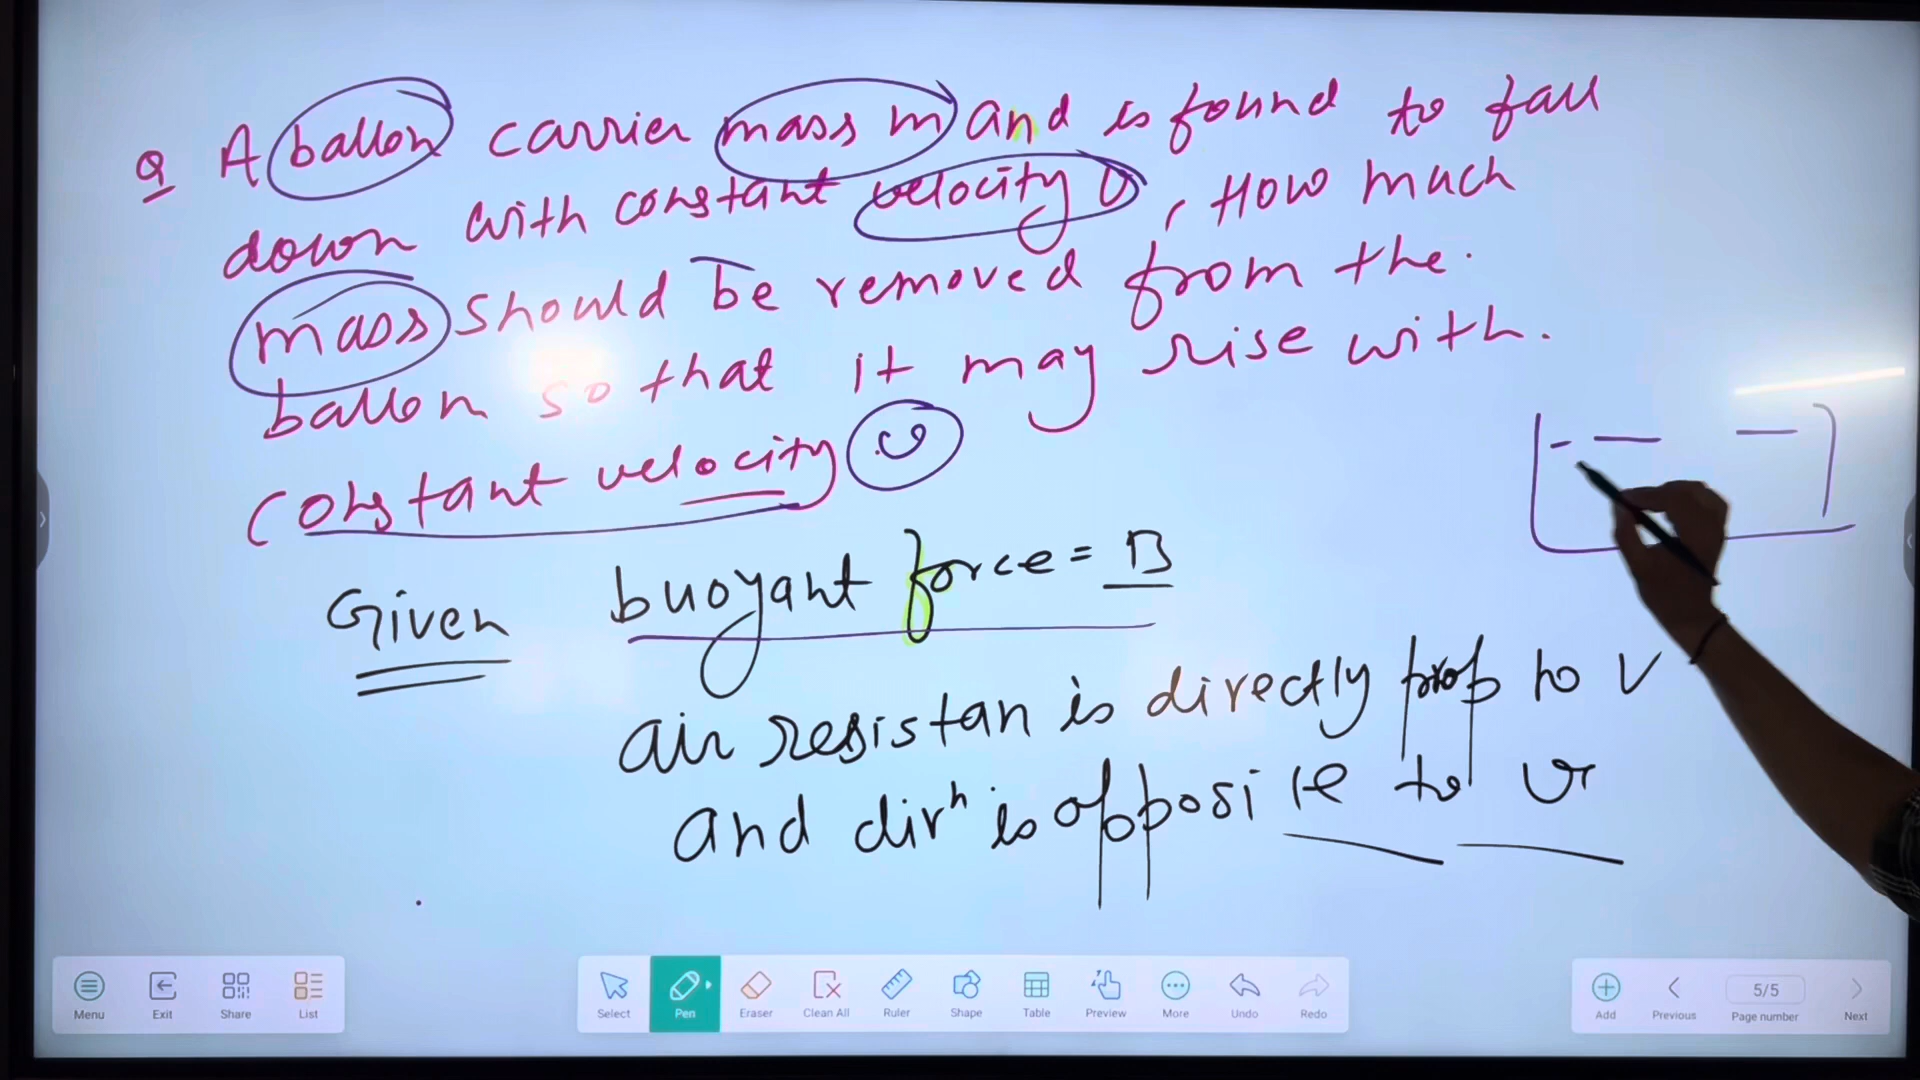 Q A ballon carrier mass m and is found to fall
down with constant velocity v, How much
mass should be removed from the.
ballon so that it may rise with.
constant velocity v
Given buoyant force = B
air resistan is directly prop to v
and dirn is opposite to v
Menu Exit Share List Select Pen Eraser Clean All Ruler Shape Table Preview More Undo Redo Add Previous 5/5 Page number Next